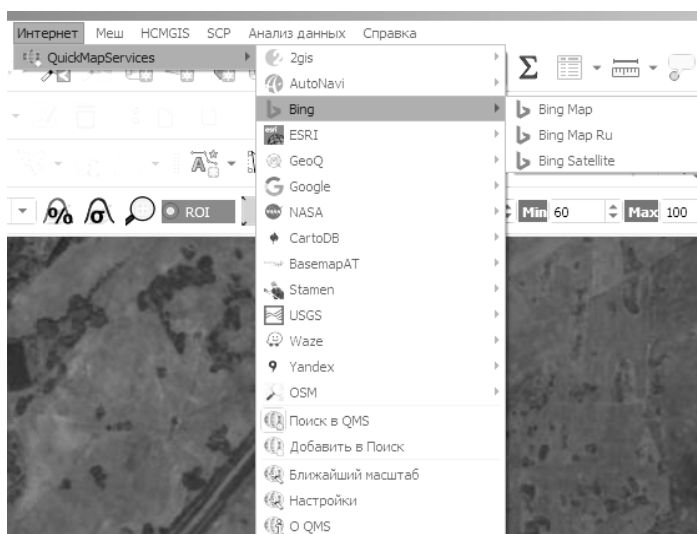 Интернет Меш HCMGIS SCP Анализ данных Справка
QuickMapServices
2gis
AutoNavi
Bing
ESRI
GeoQ
Google
NASA
CartoDB
BasemapAT
Stamen
USGS
Waze
Yandex
OSM
Поиск в QMS
Добавить в Поиск
Ближайший масштаб
Настройки
О QMS
Bing Map
Bing Map Ru
Bing Satellite
ROI
Min 60 Max 100